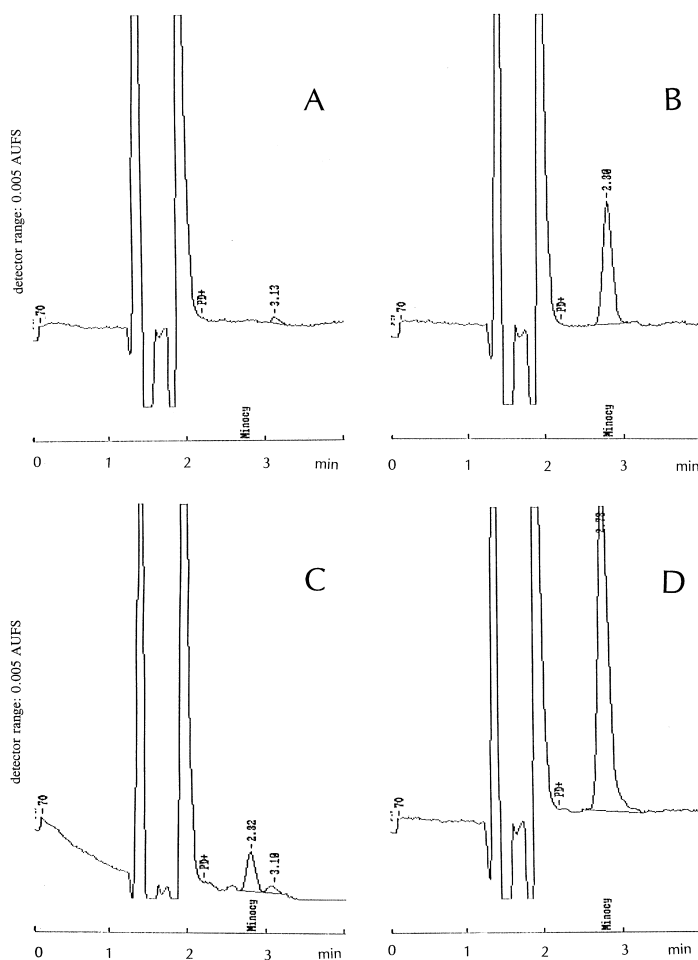 A
detector range: 0.005 AUFS
70
PD+
3.13
Minocy
0 1 2 3 min
B
70
PD+
2.80
Minocy
0 1 2 3 min
C
detector range: 0.005 AUFS
70
PD+
2.82
3.10
Minocy
0 1 2 3 min
D
70
PD+
Minocy
0 1 2 3 min